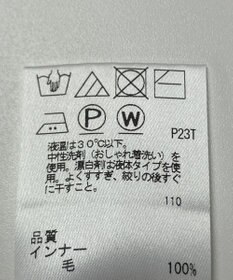 P W P23T
液温は30℃以下。
中性洗剤(おしゃれ着洗い)を
使用。漂白剤は液体タイプを使
用。よくすすぎ、絞りの後すぐ
に干すこと。
110
品質
インナー
毛 100%